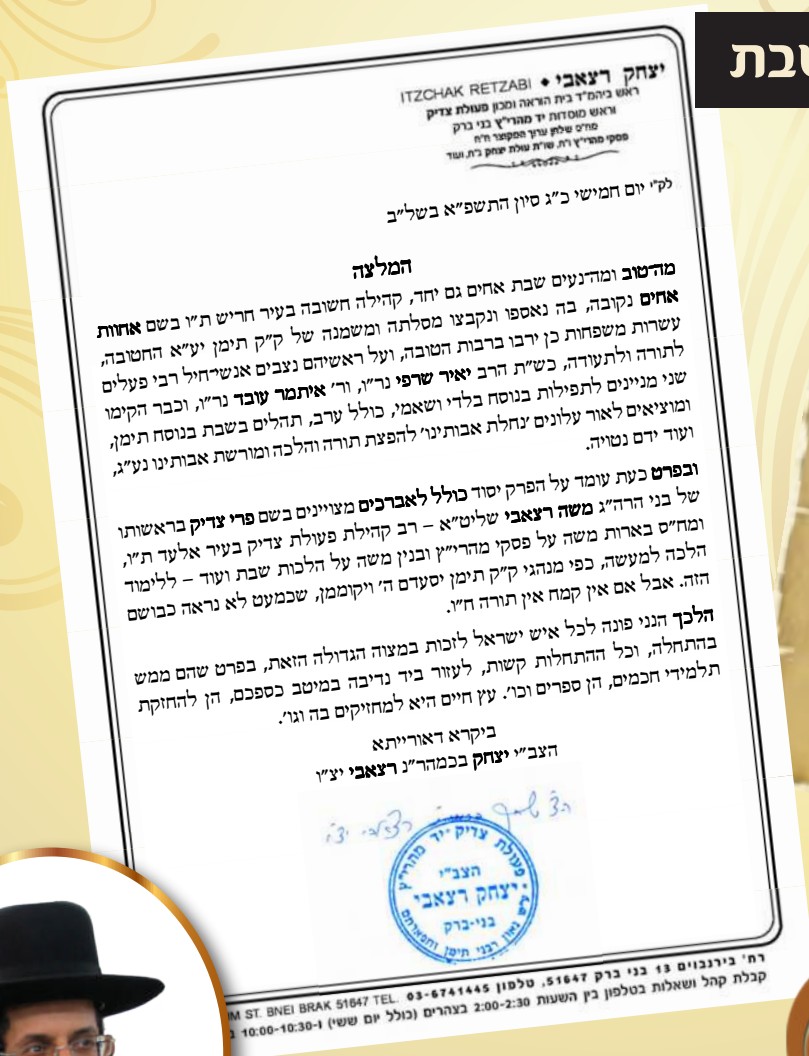 שבת
יצחק רצאבי • ITZCHAK RETZABI
ראש ביהמ"ד בית הוראה ומכון פעולת צדיק
וראש מוסדות יד מהרי"ץ בני ברק
מח"ס שלחן ערוך המקוצר ח"ח
פסקי מהרי"ץ ו"ח, שו"ת עולת יצחק ג"ח, ועוד
לק"י יום חמישי כ"ג סיון התשפ"א בשל"ב
המלצה
מה־טוב ומה־נעים שבת אחים גם יחד, קהילה חשובה בעיר חריש ת"ו בשם אחוות
אחים נקובה, בה נאספו ונקבצו מסלתה ומשמנה של ק"ק תימן יע"א החטובה,
עשרות משפחות כן ירבו ברבות הטובה, ועל ראשיהם נצבים אנשי־חיל רבי פעלים
לתורה ולתעודה, כש"ת הרב יאיר שרפי נר"ו, ור' איתמר עובד נר"ו, וכבר הקימו
שני מניינים לתפילות בנוסח בלדי ושאמי, כולל ערב, תהלים בשבת בנוסח תימן,
ומוציאים לאור עלונים 'נחלת אבותינו' להפצת תורה והלכה ומורשת אבותינו נע"ג,
ועוד ידם נטויה.
ובפרט כעת עומד על הפרק יסוד כולל לאברכים מצויינים בשם פרי צדיק בראשותו
של בני הרה"ג משה רצאבי שליט"א – רב קהילת פעולת צדיק בעיר אלעד ת"ו,
ומח"ס בארות משה על פסקי מהרי"ץ ובנין משה על הלכות שבת ועוד – ללימוד
הלכה למעשה, כפי מנהגי ק"ק תימן יסעדם ה' ויקוממן, שכמעט לא נראה כבושם
הזה. אבל אם אין קמח אין תורה ח"ו.
הלכך הנני פונה לכל איש ישראל לזכות במצוה הגדולה הזאת, בפרט שהם ממש
בהתחלה, וכל ההתחלות קשות, לעזור ביד נדיבה במיטב כספכם, הן להחזקת
תלמידי חכמים, הן ספרים וכו'. עץ חיים היא למחזיקים בה וגו'.
ביקרא דאורייתא
הצב"י יצחק בכמהר"נ רצאבי יצ"ו
פעולת צדיק יד מהרי"ץ
הצב"י
יצחק רצאבי
בני-ברק
ע"ש גאון רבני תימן ותפארתם
רח' בירנבוים 13 בני ברק 51647, טלפון 03-6741445 UM ST. BNEI BRAK 51647 TEL.
קבלת קהל ושאלות בטלפון בין השעות 2:00-2:30 בצהרים (כולל יום ששי) ו-10:00-10:30